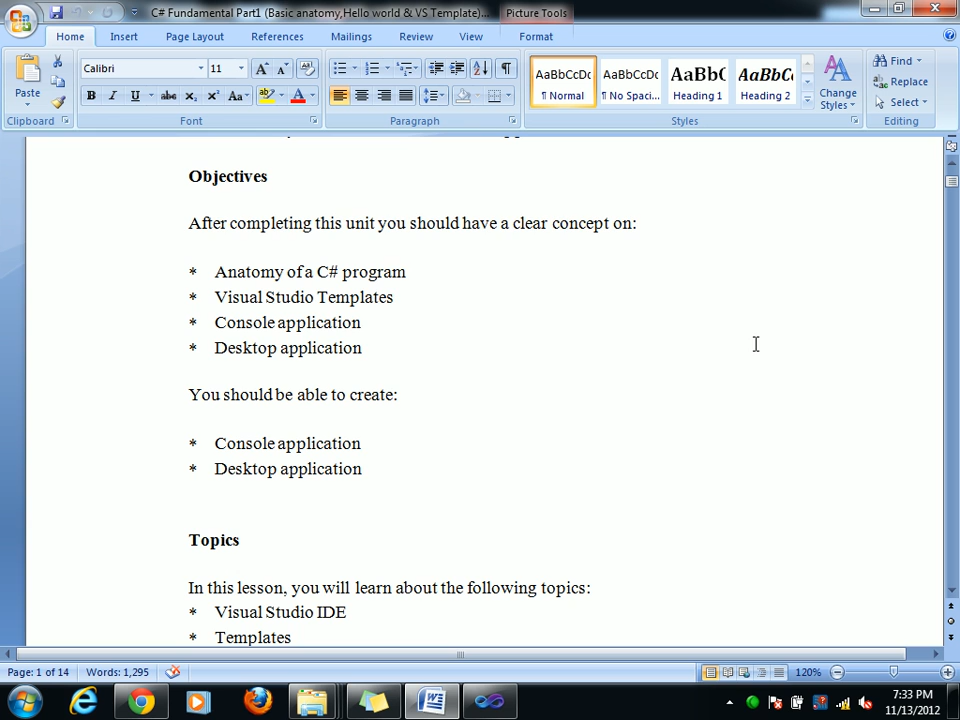 C# Fundamental Part1 (Basic anatomy,Hello world & VS Template)...
Picture Tools
Home Insert Page Layout References Mailings Review View Format
Paste
Calibri 11
AaBbCcDc AaBbCcDc AaBbC AaBbCc
¶ Normal ¶ No Spaci... Heading 1 Heading 2
Change
Styles
Find
Replace
Select
Clipboard Font Paragraph Styles Editing
Objectives
After completing this unit you should have a clear concept on:
* Anatomy of a C# program
* Visual Studio Templates
* Console application
* Desktop application
You should be able to create:
* Console application
* Desktop application
Topics
In this lesson, you will learn about the following topics:
* Visual Studio IDE
* Templates
Page: 1 of 14 Words: 1,295 120%
7:33 PM
11/13/2012